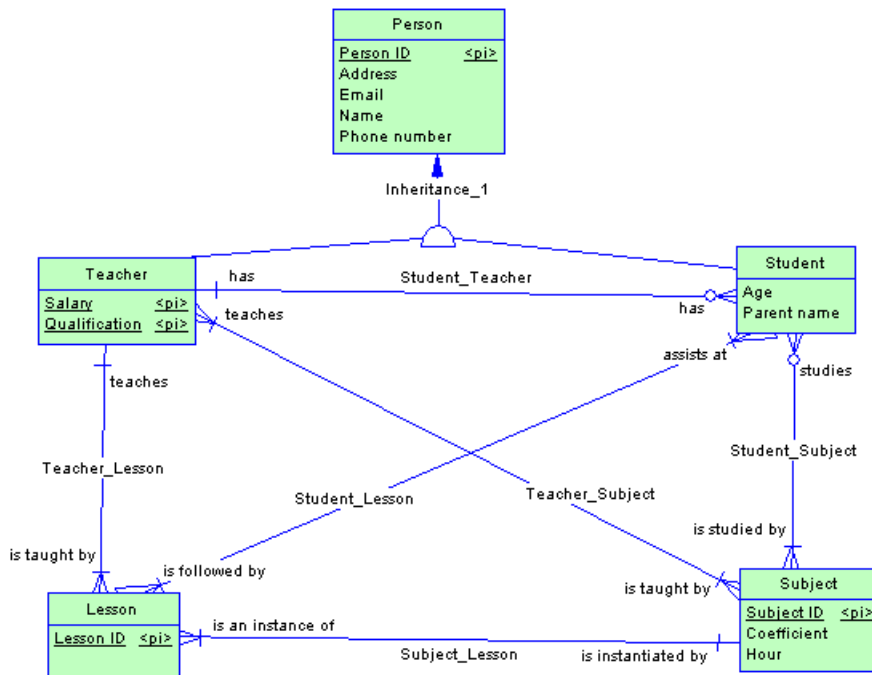 Person
Person ID <pi>
Address
Email
Name
Phone number
Inheritance_1
Teacher
Salary <pi>
Qualification <pi>
has
Student_Teacher
has
Student
Age
Parent name
teaches
assists at
studies
teaches
Teacher_Lesson
Student_Lesson
Teacher_Subject
Student_Subject
is studied by
is taught by
is followed by
is taught by
Lesson
Lesson ID <pi>
is an instance of
Subject_Lesson
is instantiated by
Subject
Subject ID <pi>
Coefficient
Hour